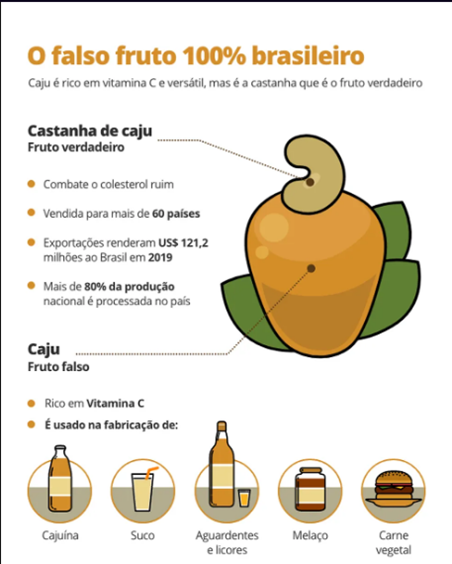 O falso fruto 100% brasileiro
Caju é rico em vitamina C e versátil, mas é a castanha que é o fruto verdadeiro
Castanha de caju
Fruto verdadeiro
Combate o colesterol ruim
Vendida para mais de 60 países
Exportações renderam US$ 121,2
milhões ao Brasil em 2019
Mais de 80% da produção
nacional é processada no país
Caju
Fruto falso
Rico em Vitamina C
É usado na fabricação de:
Cajuína
Suco
Aguardentes
e licores
Melaço
Carne
vegetal